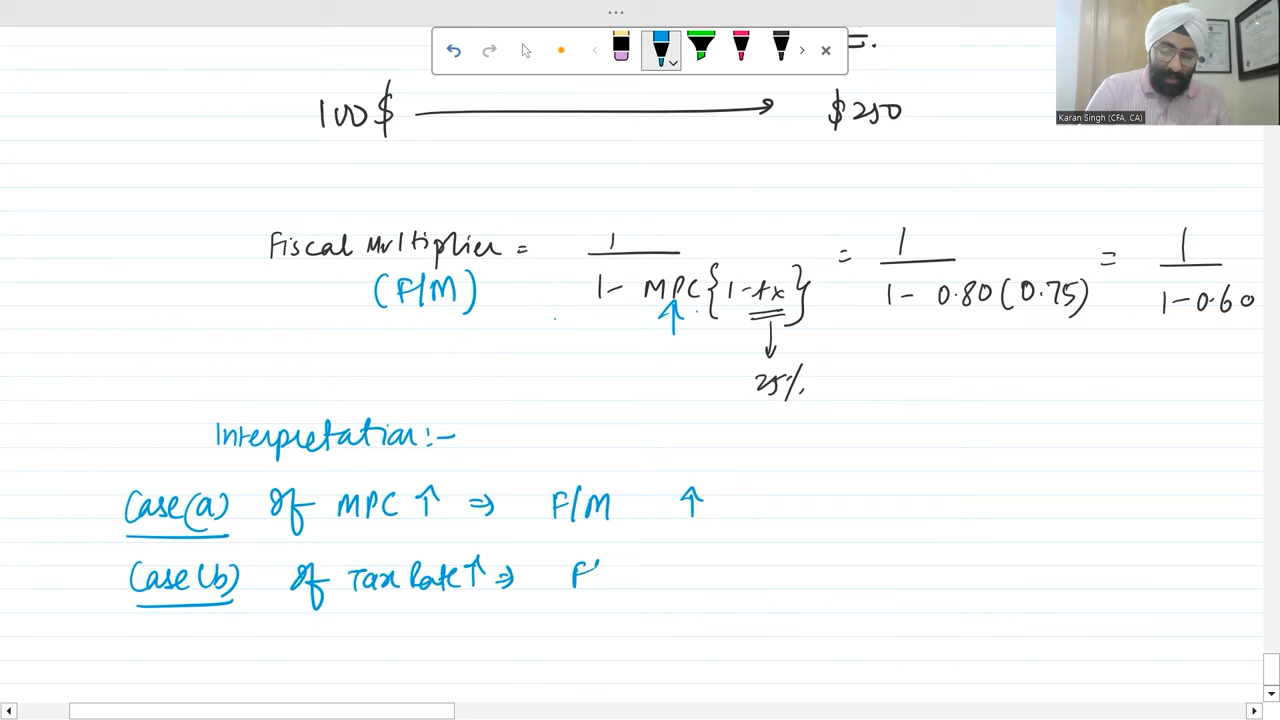 Karan Singh (CFA, CA)
100$ → $250
Fiscal Multiplier = 1 / 1 - MPC{1-tx} = 1 / 1 - 0.80(0.75) = 1 / 1-0.60
(F/M) ↑
↓
25%
Interpretation:-
Case(a) If MPC ↑ ⇒ F/M ↑
Case(b) If Tax Rate ↑ ⇒ F